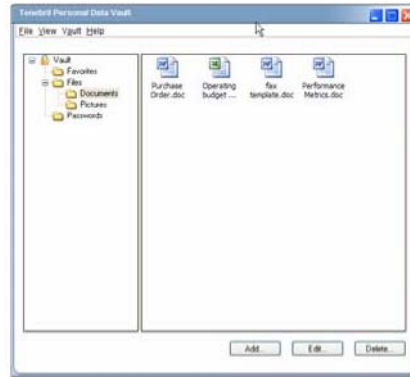 Tenebril Personal Data Vault
File View Vault Help
Vault
Favorites
Files
Documents
Pictures
Passwords
Purchase Order.doc
Operating budget ...
fax template.doc
Performance Metrics.doc
Add...
Edit...
Delete...